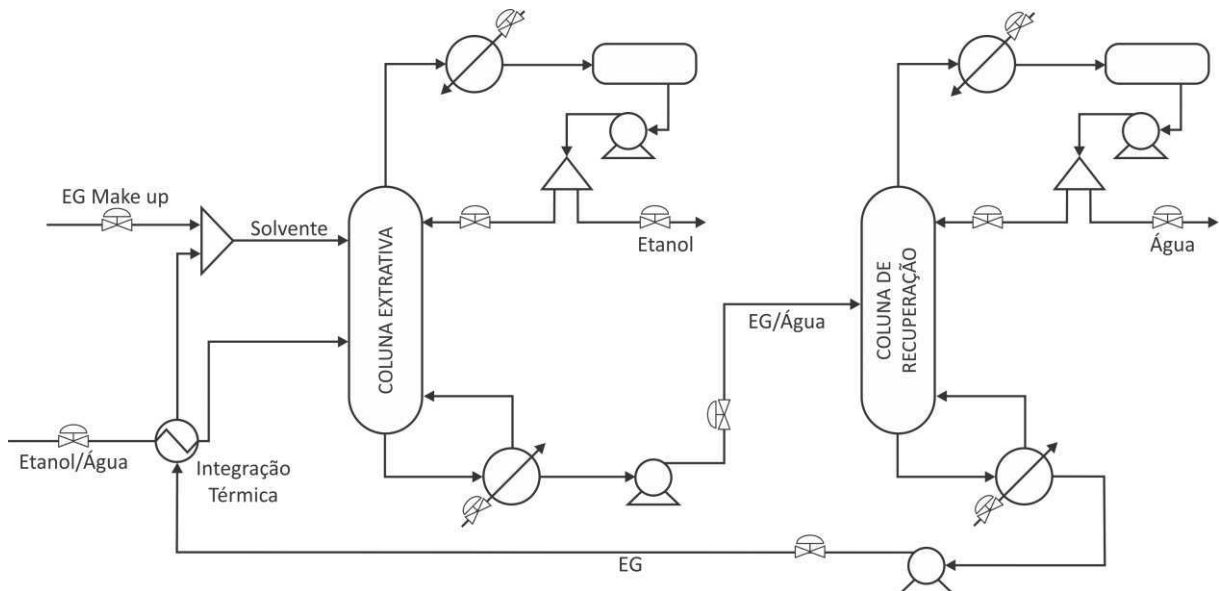 EG Make up
Solvente
Etanol
Água
COLUNA EXTRATIVA
COLUNA DE
RECUPERAÇÃO
EG/Água
Etanol/Água
Integração
Térmica
EG